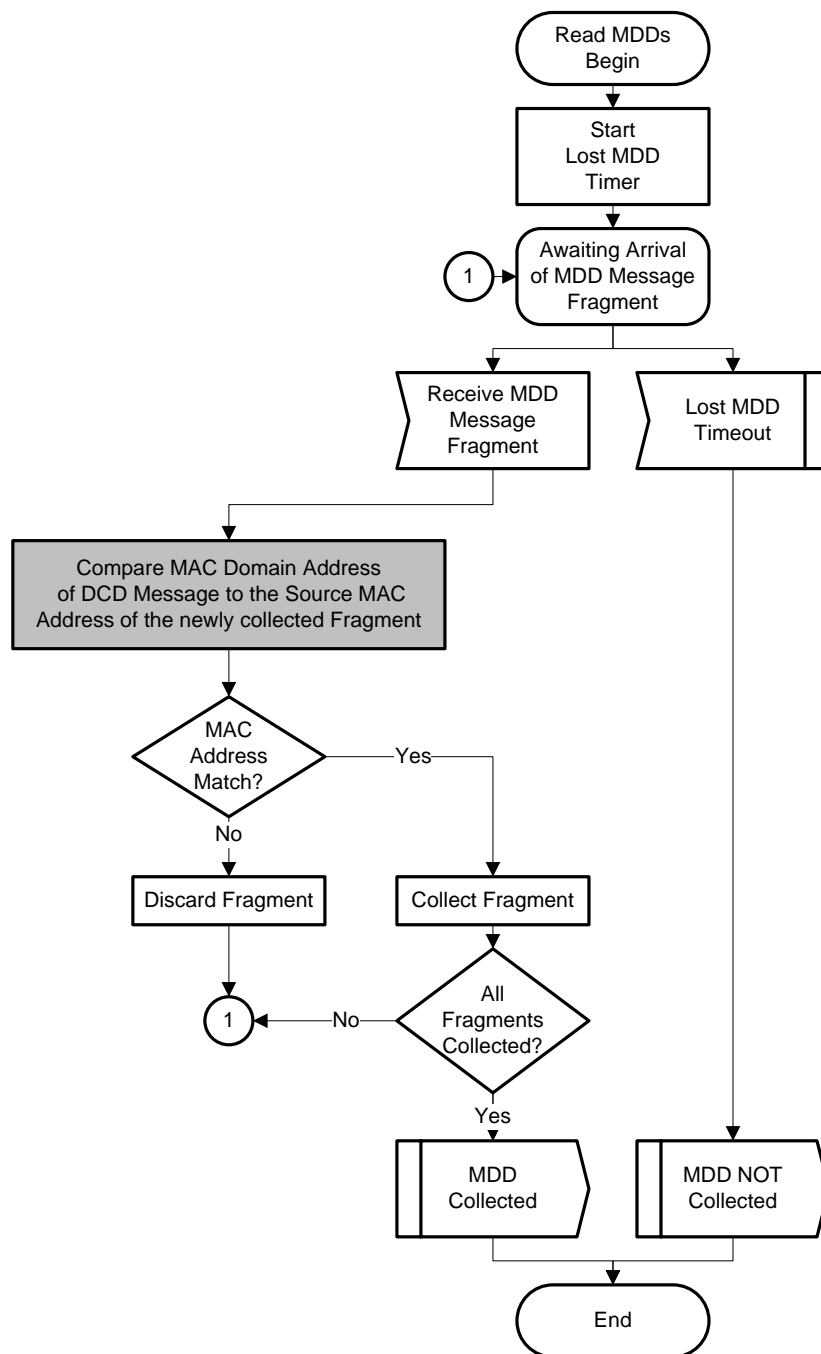 Read MDDs
Begin
Start
Lost MDD
Timer
Awaiting Arrival
of MDD Message
Fragment
1
Receive MDD
Message
Fragment
Lost MDD
Timeout
Compare MAC Domain Address
of DCD Message to the Source MAC
Address of the newly collected Fragment
MAC
Address
Match?
Yes
No
Discard Fragment
Collect Fragment
All
Fragments
Collected?
No
1
Yes
MDD
Collected
MDD NOT
Collected
End